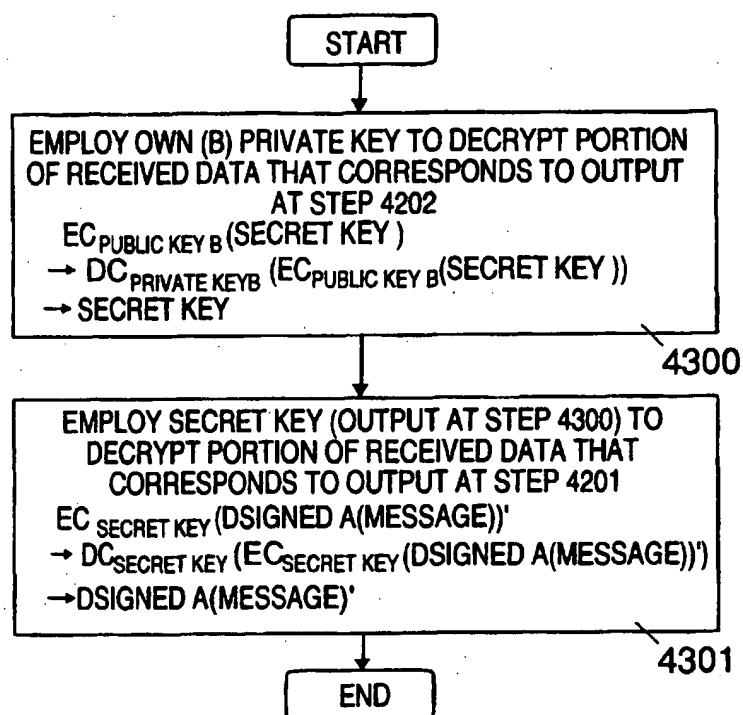 START
EMPLOY OWN (B) PRIVATE KEY TO DECRYPT PORTION
OF RECEIVED DATA THAT CORRESPONDS TO OUTPUT
AT STEP 4202
EC PUBLIC KEY B (SECRET KEY )
→ DC PRIVATE KEYB (EC PUBLIC KEY B(SECRET KEY ))
→ SECRET KEY
4300
EMPLOY SECRET KEY (OUTPUT AT STEP 4300) TO
DECRYPT PORTION OF RECEIVED DATA THAT
CORRESPONDS TO OUTPUT AT STEP 4201
EC SECRET KEY (DSIGNED A(MESSAGE))'
→ DC SECRET KEY (EC SECRET KEY (DSIGNED A(MESSAGE))')
→DSIGNED A(MESSAGE)'
4301
END